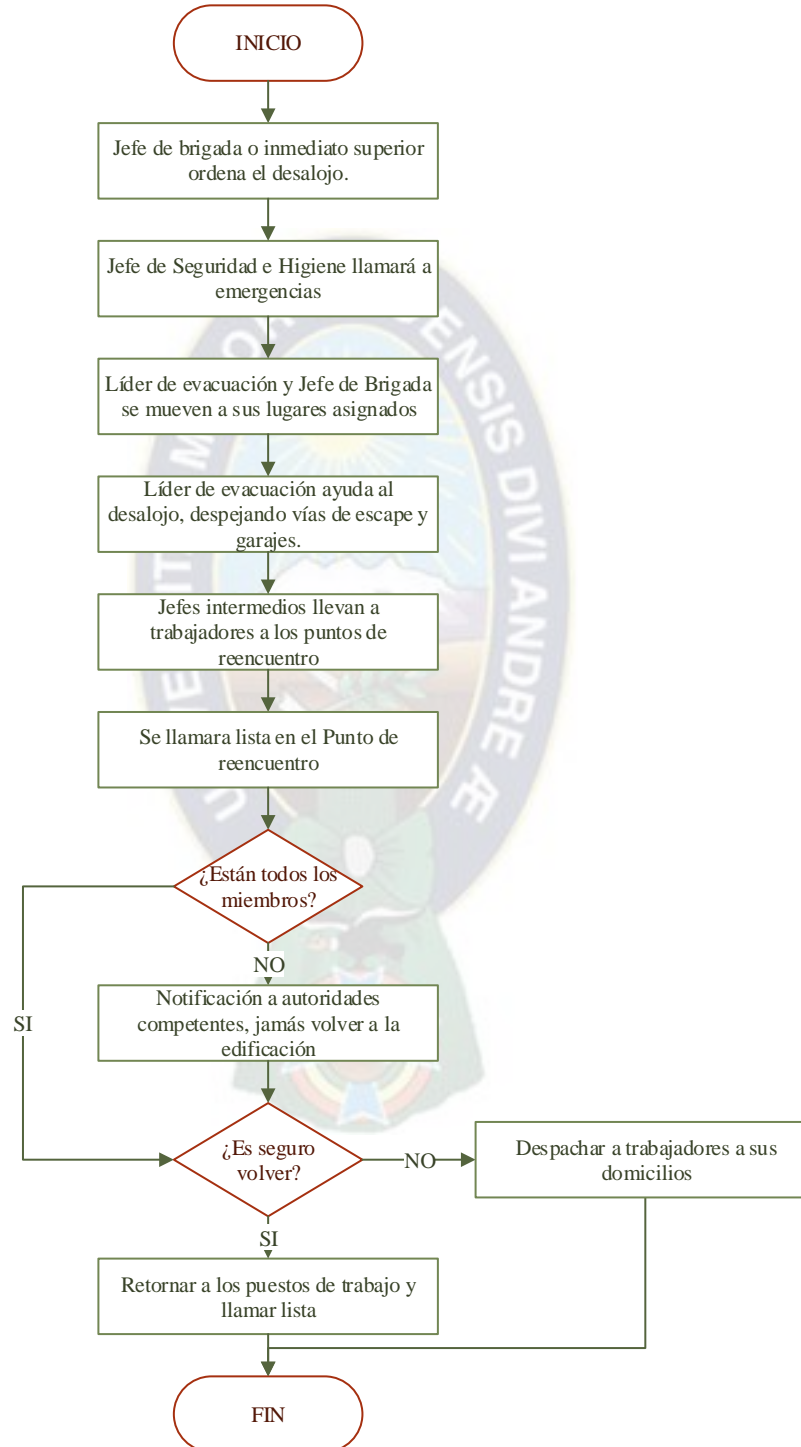 INICIO
Jefe de brigada o inmediato superior
ordena el desalojo.
Jefe de Seguridad e Higiene llamará a
emergencias
Líder de evacuación y Jefe de Brigada
se mueven a sus lugares asignados
Líder de evacuación ayuda al
desalojo, despejando vías de escape y
garajes.
Jefes intermedios llevan a
trabajadores a los puntos de
reencuentro
Se llamara lista en el Punto de
reencuentro
¿Están todos los
miembros?
NO
SI
Notificación a autoridades
competentes, jamás volver a la
edificación
¿Es seguro
volver?
NO
Despachar a trabajadores a sus
domicilios
SI
Retornar a los puestos de trabajo y
llamar lista
FIN
ENSIS DIVI ANDRE Æ